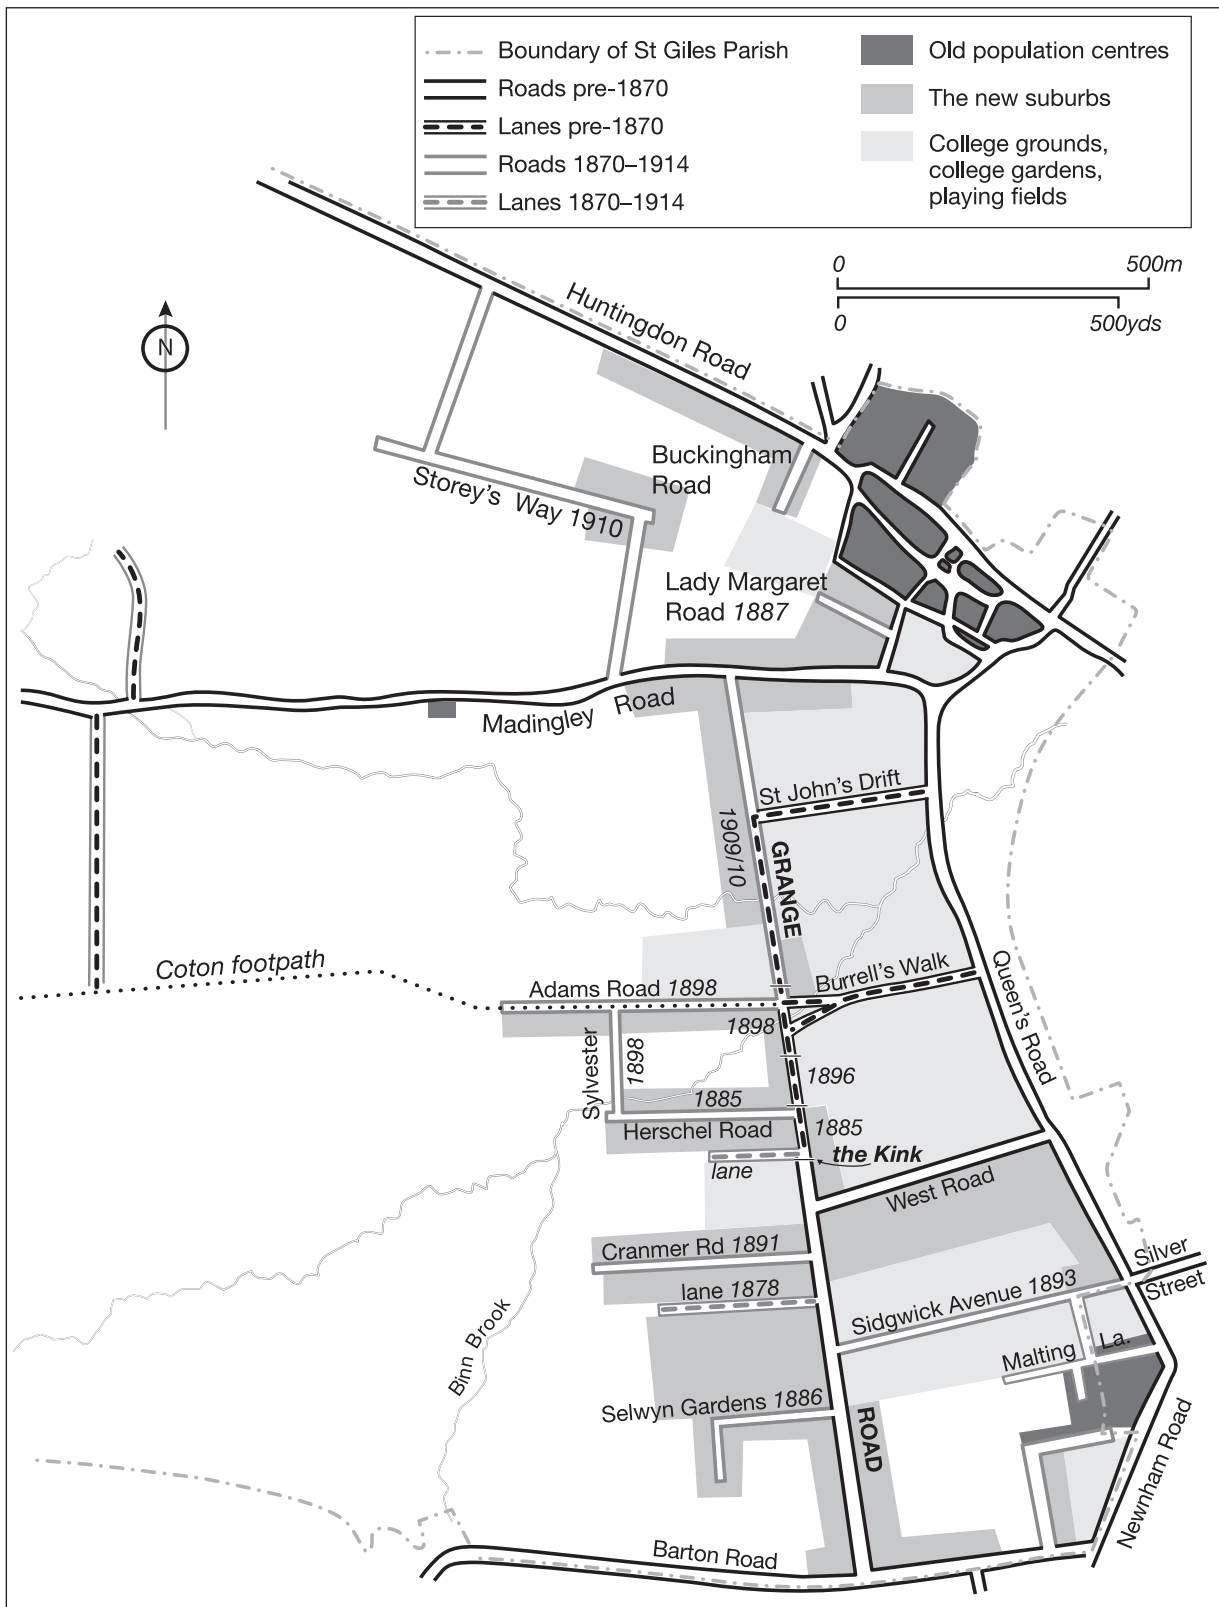 Boundary of St Giles Parish
Roads pre-1870
Lanes pre-1870
Roads 1870–1914
Lanes 1870–1914
Old population centres
The new suburbs
College grounds,
college gardens,
playing fields
0 500m
0 500yds
N
Huntingdon Road
Buckingham
Road
Storey's Way 1910
Lady Margaret
Road 1887
Madingley Road
St John's Drift
1909/10
GRANGE
Coton footpath
Adams Road 1898
Burrell's Walk
Queen's Road
1898
Sylvester
1898
1896
1885
1885
Herschel Road
the Kink
lane
West Road
Cranmer Rd 1891
Silver
Street
lane 1878
Sidgwick Avenue 1893
Binn Brook
Malting La.
Selwyn Gardens 1886
ROAD
Newnham Road
Barton Road